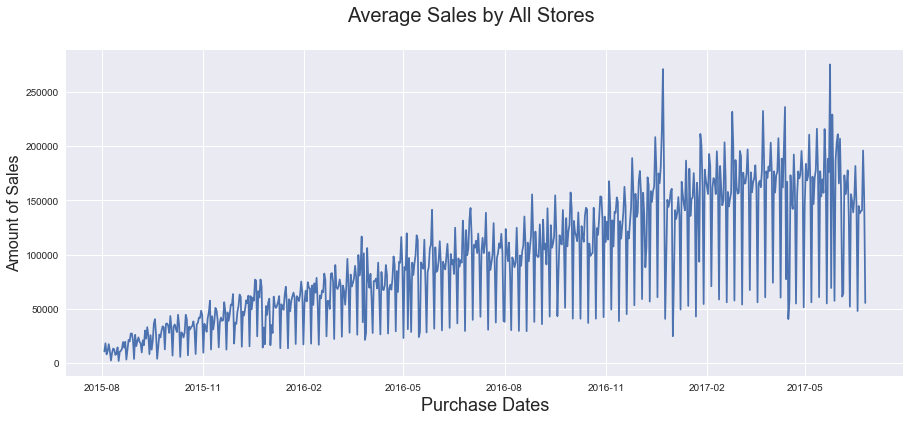 Average Sales by All Stores
Amount of Sales
250000
200000
150000
100000
50000
0
2015-08 2015-11 2016-02 2016-05 2016-08 2016-11 2017-02 2017-05
Purchase Dates